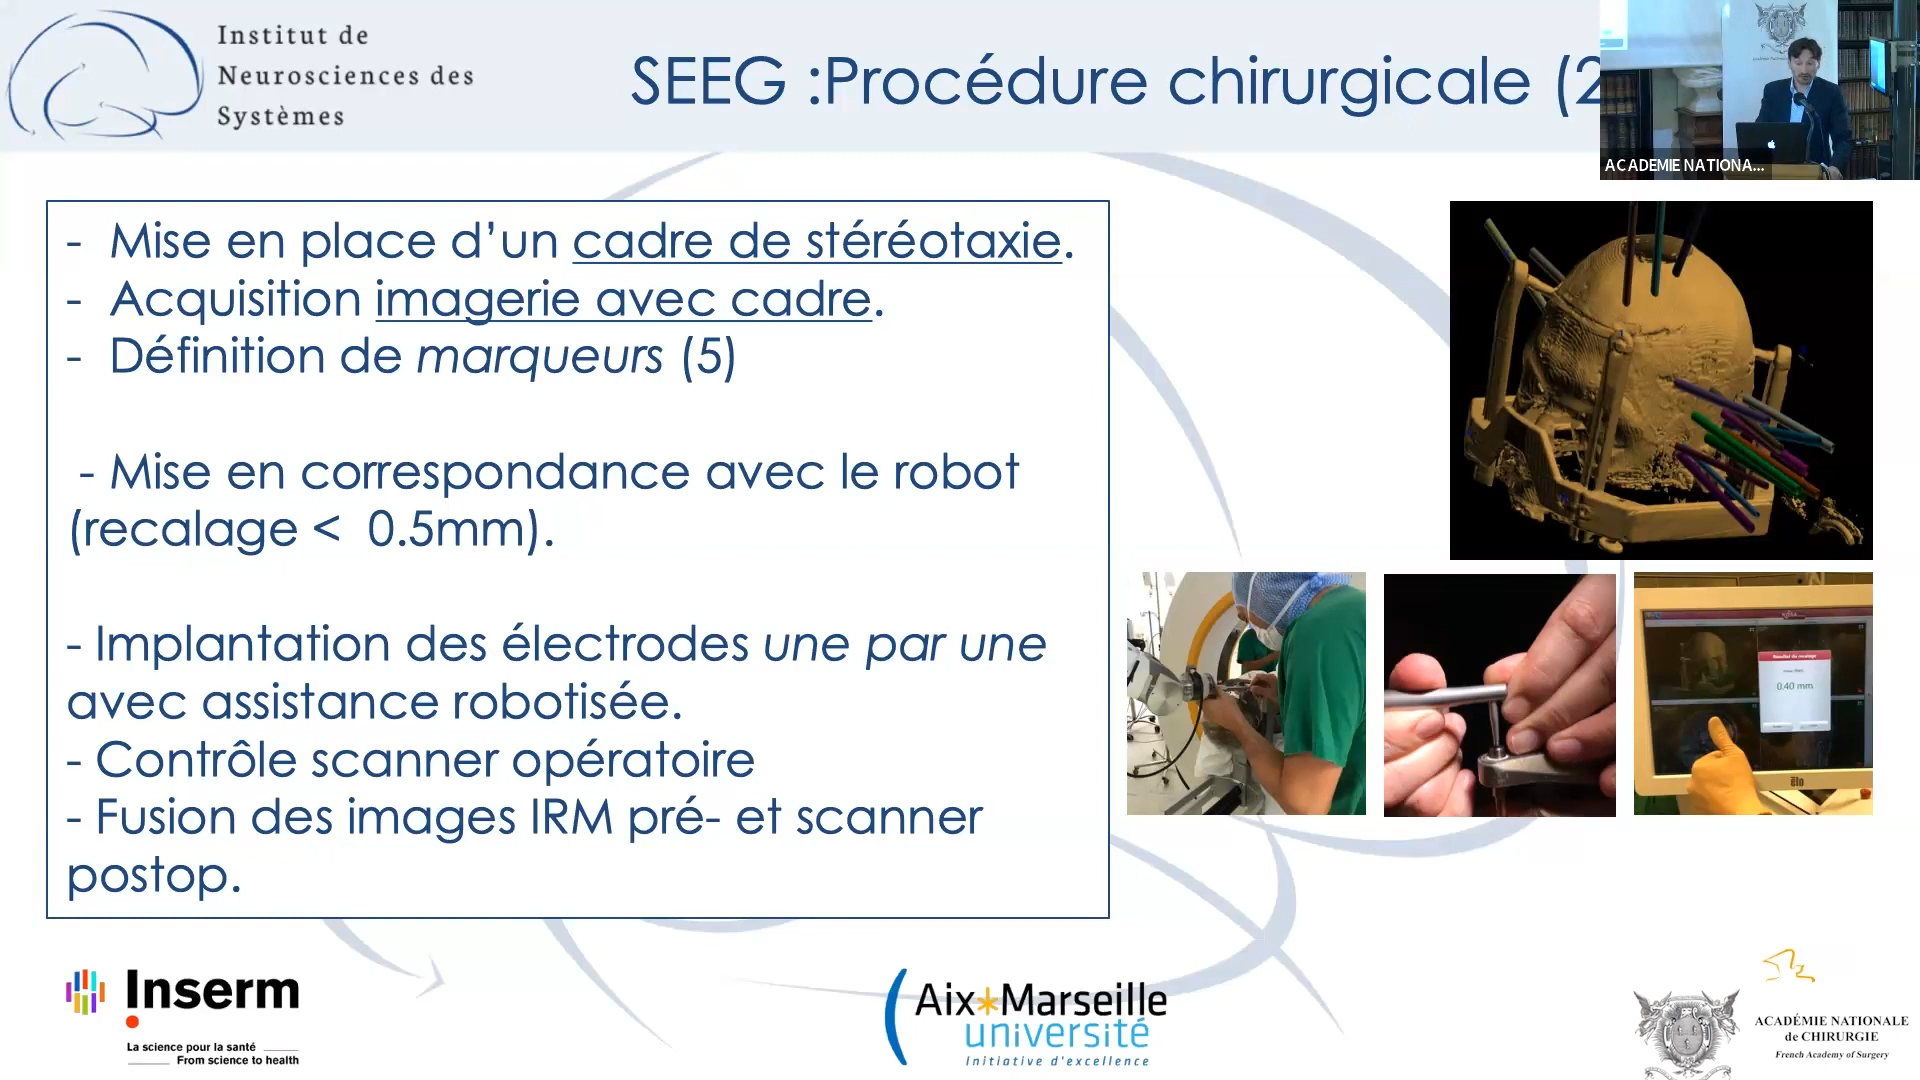 Institut de
Neurosciences des
Systèmes
SEEG :Procédure chirurgicale (2
ACADEMIE NATIONA...
- Mise en place d’un cadre de stéréotaxie.
- Acquisition imagerie avec cadre.
- Définition de marqueurs (5)
- Mise en correspondance avec le robot
(recalage < 0.5mm).
- Implantation des électrodes une par une
avec assistance robotisée.
- Contrôle scanner opératoire
- Fusion des images IRM pré- et scanner
postop.
0.40 mm
elo
Inserm
La science pour la santé
From science to health
Aix*Marseille
université
Initiative d'excellence
ACADÉMIE NATIONALE
de CHIRURGIE
French Academy of Surgery